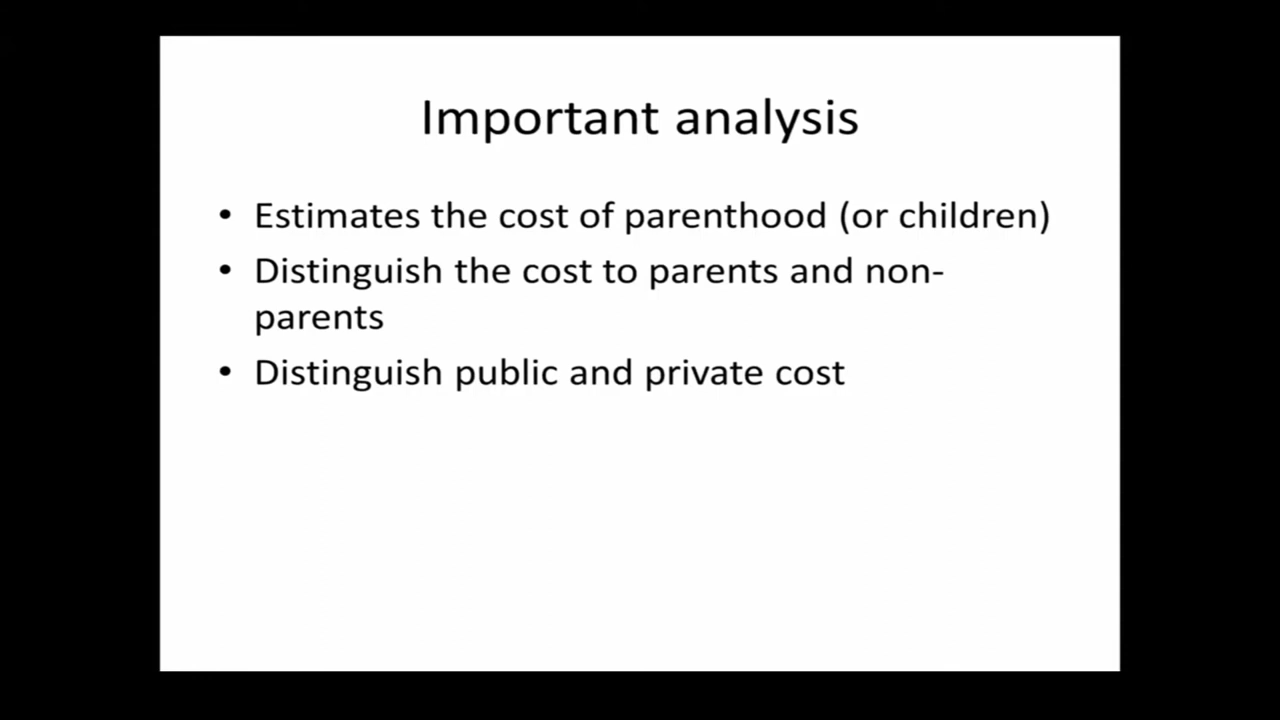 Important analysis
• Estimates the cost of parenthood (or children)
• Distinguish the cost to parents and non-
parents
• Distinguish public and private cost